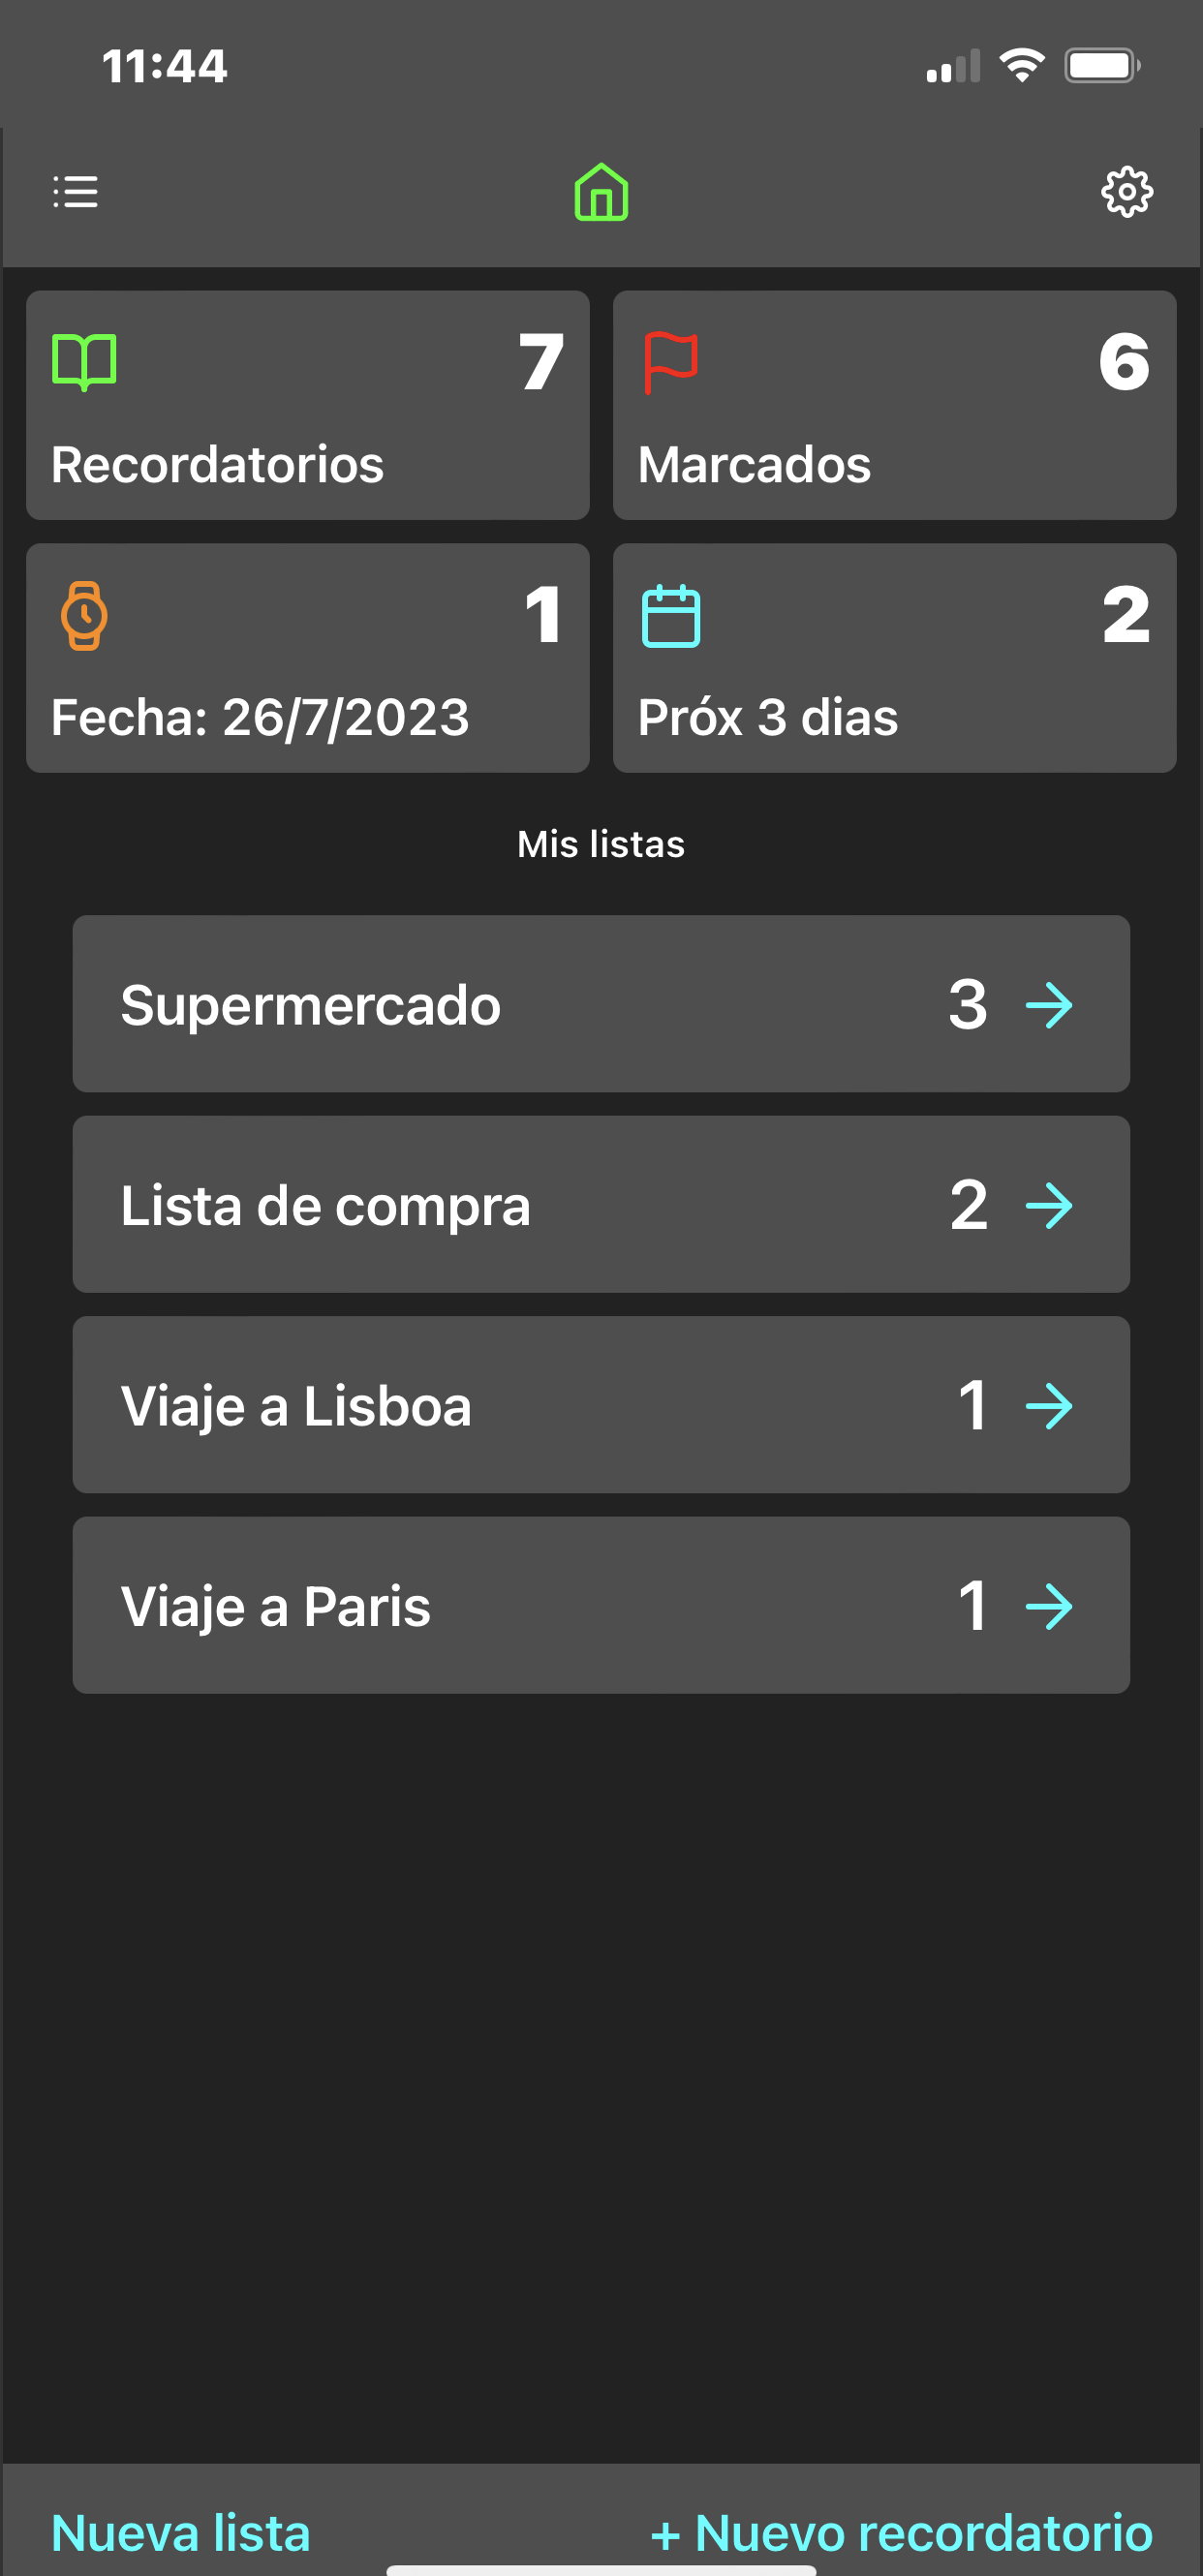 11:44
7
Recordatorios
6
Marcados
1
Fecha: 26/7/2023
2
Próx 3 dias
Mis listas
Supermercado 3
Lista de compra 2
Viaje a Lisboa 1
Viaje a Paris 1
Nueva lista + Nuevo recordatorio